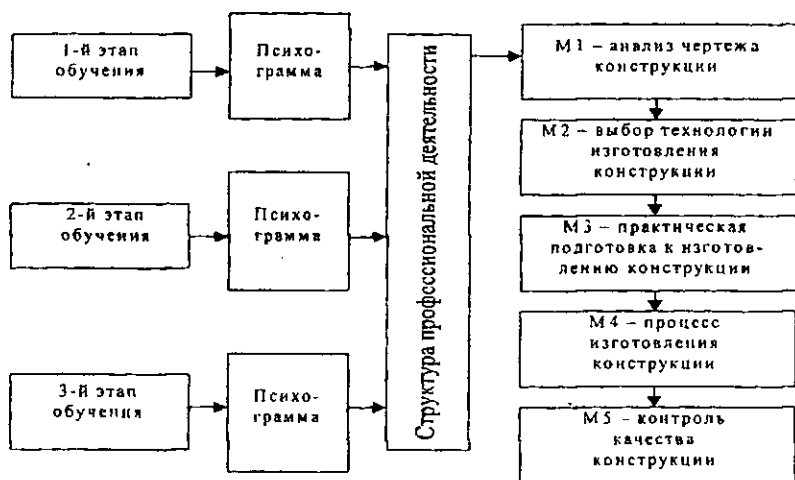 1-й этап
обучения
Психо-
грамма
2-й этап
обучения
Психо-
грамма
3-й этап
обучения
Психо-
грамма
Структура профессиональной деятельности
М1 – анализ чертежа
конструкции
М2 – выбор технологии
изготовления
конструкции
М3 – практическая
подготовка к изготов-
лению конструкции
М4 – процесс
изготовления
конструкции
М5 – контроль
качества
конструкции